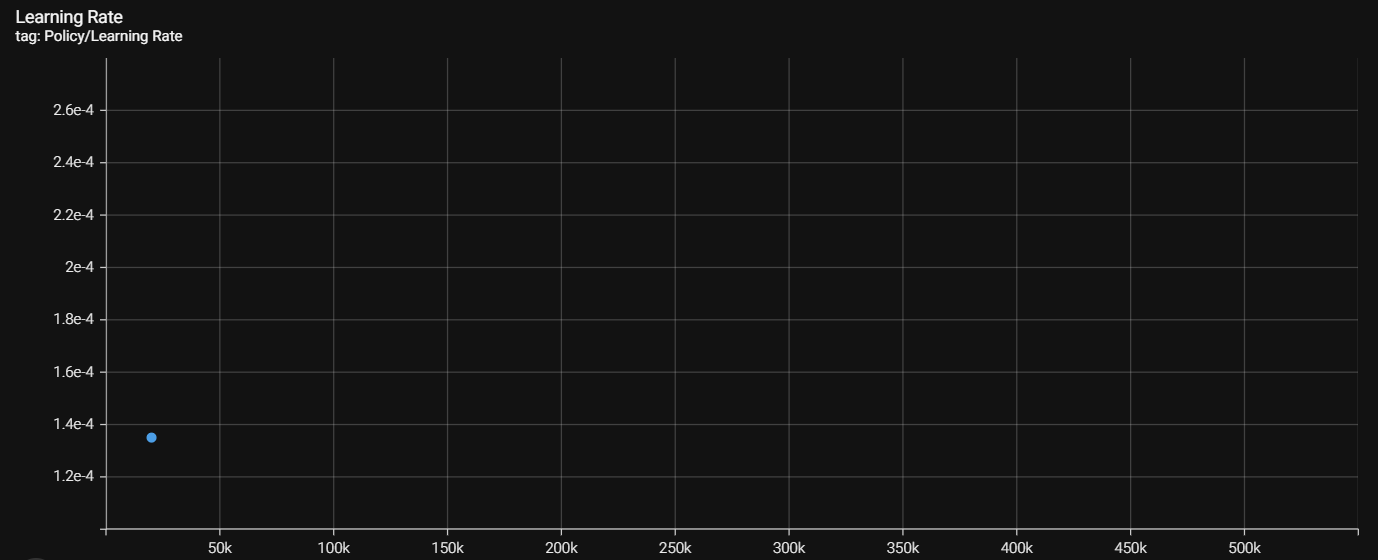 Learning Rate
tag: Policy/Learning Rate
2.6e-4
2.4e-4
2.2e-4
2e-4
1.8e-4
1.6e-4
1.4e-4
1.2e-4
50k 100k 150k 200k 250k 300k 350k 400k 450k 500k